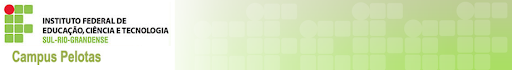 INSTITUTO FEDERAL DE
EDUCAÇÃO, CIÊNCIA E TECNOLOGIA
SUL-RIO-GRANDENSE
Campus Pelotas